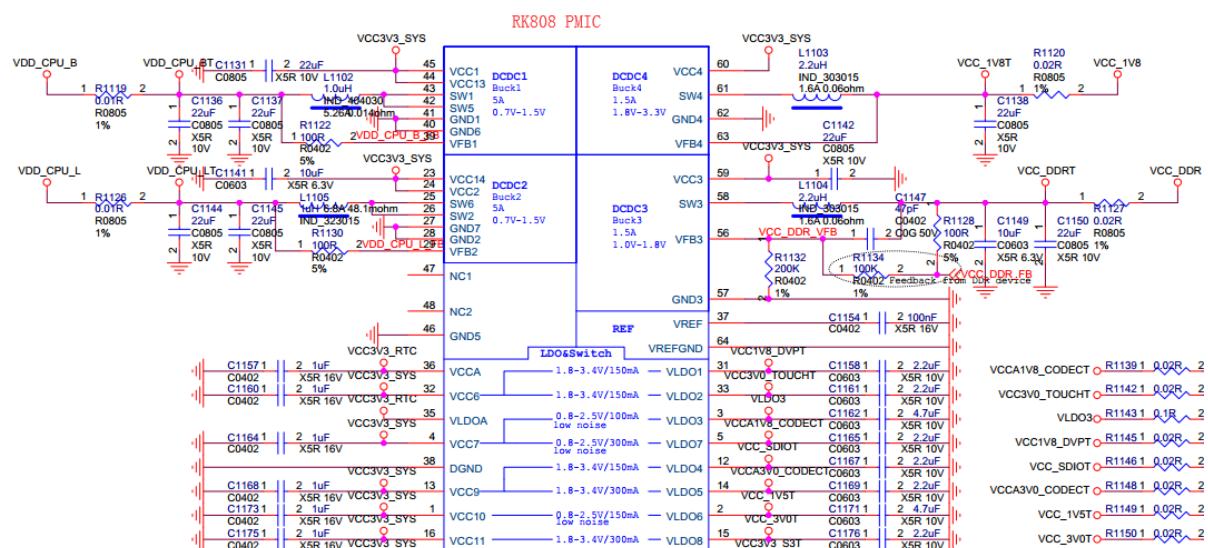 RK808 PMIC
VCC3V3_SYS
VDD_CPU_B
VDD_CPU_BT
C1131 1 2 22uF
C0805 X5R 10V
L1102
1.0uH
IND_404030
5.26A0.014ohm
R1119
1 2
0.01R
R0805
1%
C1136
22uF
C0805
X5R
10V
C1137
22uF
C0805
X5R
10V
R1122
1 100R 2
R0402
5%
VDD_CPU_B_FB
45 VCC1
44 VCC13
43 SW1
42 SW5
41 GND1
40 GND6
39 VFB1
DCDC1
Buck1
5A
0.7V-1.5V
DCDC4
Buck4
1.5A
1.8V-3.3V
VCC4 60
SW4 61
GND4 62
VFB4 63
VCC3V3_SYS
L1103
2.2uH
IND_303015
1.6A 0.06ohm
C1142
22uF
C0805
X5R 10V
VCC_1V8T
C1138
22uF
C0805
X5R
10V
R1120
0.02R
R0805
1%
VCC_1V8
VCC3V3_SYS
VDD_CPU_L
VDD_CPU_LT
C1141 1 2 10uF
C0603 X5R 6.3V
L1105
1uH 6.8A48.1mohm
IND_323015
R1126
0.01R
R0805
1%
C1144
22uF
C0805
X5R
10V
C1145
22uF
C0805
X5R
10V
R1130
100R
R0402
5%
VDD_CPU_L_FB
23 VCC14
24 VCC2
25 SW6
26 SW2
27 GND7
28 GND2
29 VFB2
DCDC2
Buck2
5A
0.7V-1.5V
DCDC3
Buck3
1.5A
1.0V-1.8V
VCC3 59
SW3 58
VFB3 56
GND3 57
VCC3V3_SYS
1 2
L1104
2.2uH
IND_303015
1.6A 0.06ohm
C1147
47pF
C0402
C0G 50V
VCC_DDR_VFB
R1128
100R
R0402
5%
C1149
10uF
C0603
X5R 6.3V
C1150
22uF
C0805
X5R
10V
VCC_DDRT
R1127
0.02R
R0805
1%
VCC_DDR
R1132
200K
R0402
1%
R1134
1 100K 2
R0402
1%
VCC_DDR_FB
Feedback from DDR device
47 NC1
48 NC2
46 GND5
REF
VREF 37
VREFGND 64
C1154 1 2 100nF
C0402 X5R 16V
LDO&Switch
VCC3V3_RTC
C1157 1 2 1uF
C0402 X5R 16V
36 VCCA
1.8-3.4V/150mA
VLDO1 31
VCC1V8_DVPT
C1158 1 2 2.2uF
C0603 X5R 10V
VCC3V3_SYS
C1160 1 2 1uF
C0402 X5R 16V
32 VCC6
1.8-3.4V/150mA
VLDO2 33
VCC3V0_TOUCHT
C1161 1 2 2.2uF
C0603 X5R 10V
VCC3V3_RTC
35 VLDOA
0.8-2.5V/100mA
low noise
VLDO3 3
VLDO3
C1162 1 2 4.7uF
C0603 X5R 10V
VCC3V3_SYS
C1164 1 2 1uF
C0402 X5R 16V
4 VCC7
0.8-2.5V/300mA
low noise
VLDO7 5
VCCA1V8_CODECT
C1165 1 2 2.2uF
C0603 X5R 10V
38 DGND
1.8-3.4V/150mA
VLDO4 12
VCC_SDIOT
C1167 1 2 2.2uF
C0603 X5R 10V
VCC3V3_SYS
C1168 1 2 1uF
C0402 X5R 16V
13 VCC9
1.8-3.4V/300mA
VLDO5 14
VCCA3V0_CODECT
C1169 1 2 2.2uF
C0603 X5R 10V
VCC3V3_SYS
C1173 1 2 1uF
C0402 X5R 16V
1 VCC10
0.8-2.5V/150mA
low noise
VLDO6 2
VCC_1V5T
C1171 1 2 4.7uF
C0603 X5R 10V
VCC3V3_SYS
C1175 1 2 1uF
C0402 X5R 16V
16 VCC11
1.8-3.4V/300mA
VLDO8 15
VCC_3V0T
C1176 1 2 2.2uF
C0603 X5R 10V
VCC3V3_SYS
VCC3V3_S3T
VCCA1V8_CODECT R1139 1 0.02R 2
VCC3V0_TOUCHT R1142 1 0.02R 2
VLDO3 R1143 1 0.1R 2
VCC1V8_DVPT R1145 1 0.02R 2
VCC_SDIOT R1146 1 0.02R 2
VCCA3V0_CODECT R1148 1 0.02R 2
VCC_1V5T R1149 1 0.02R 2
VCC_3V0T R1150 1 0.02R 2